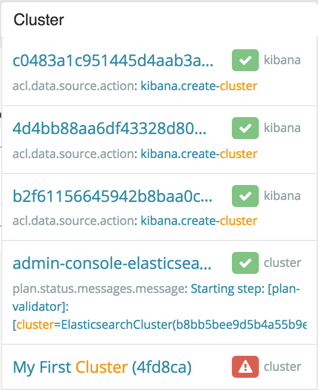 Cluster
c0483a1c951445d4aab3a... kibana
acl.data.source.action: kibana.create-cluster
4d4bb88aa6df43328d80... kibana
acl.data.source.action: kibana.create-cluster
b2f61156645942b8baa0c... kibana
acl.data.source.action: kibana.create-cluster
admin-console-elasticsea... cluster
plan.status.messages.message: Starting step: [plan-
validator]:
[cluster=ElasticsearchCluster(b8bb5bee9d5b4a55b9e
My First Cluster (4fd8ca) cluster